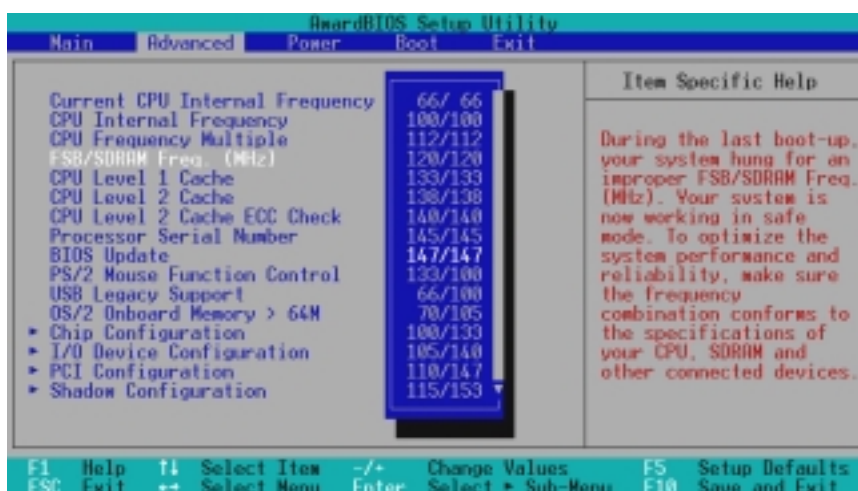 AwardBIOS Setup Utility
Main Advanced Power Boot Exit
Item Specific Help
Current CPU Internal Frequency
CPU Internal Frequency
CPU Frequency Multiple
FSB/SDRAM Freq. (MHz)
CPU Level 1 Cache
CPU Level 2 Cache
CPU Level 2 Cache ECC Check
Processor Serial Number
BIOS Update
PS/2 Mouse Function Control
USB Legacy Support
OS/2 Onboard Memory > 64M
► Chip Configuration
► I/O Device Configuration
► PCI Configuration
► Shadow Configuration
66/ 66
100/100
112/112
120/120
133/133
138/138
140/140
145/145
147/147
133/100
66/100
70/105
100/133
105/140
110/147
115/153 ▼
During the last boot-up,
your system hung for an
improper FSB/SDRAM Freq.
(MHz). Your system is
now working in safe
mode. To optimize the
system performance and
reliability, make sure
the frequency
combination conforms to
the specifications of
your CPU, SDRAM and
other connected devices.
F1 Help ↑↓ Select Item -/+ Change Values F5 Setup Defaults
ESC Exit ↔ Select Menu Enter Select ► Sub-Menu F10 Save and Exit